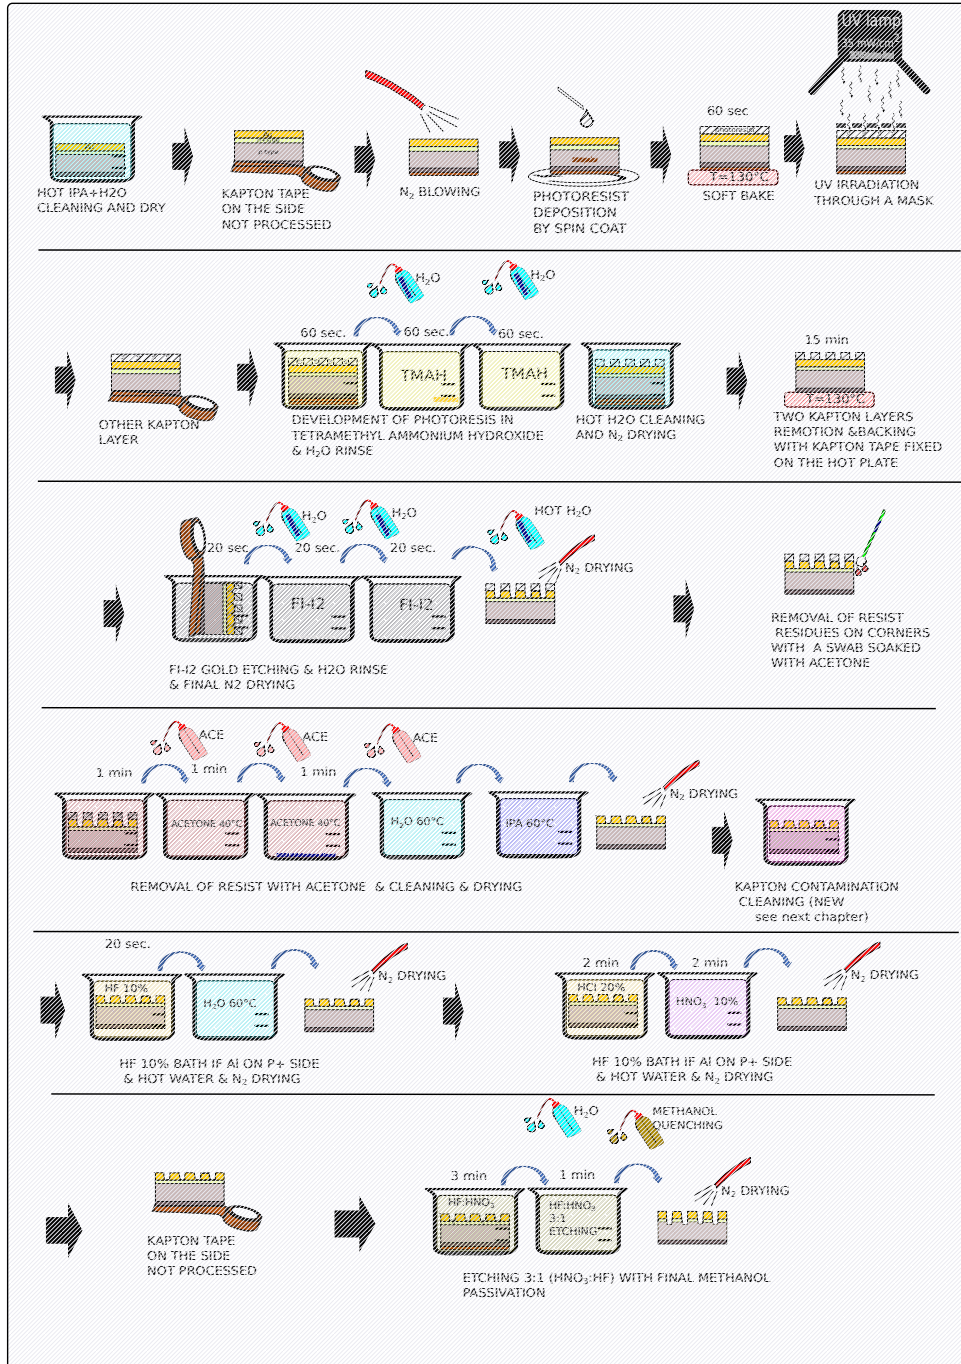 UV lamp
60 sec
T=130°C
HOT IPA+H2O
CLEANING AND DRY
KAPTON TAPE
ON THE SIDE
NOT PROCESSED
N₂ BLOWING
PHOTORESIST
DEPOSITION
BY SPIN COAT
SOFT BAKE
UV IRRADIATION
THROUGH A MASK
H₂O
H₂O
60 sec.
60 sec.
60 sec.
15 min
TMAH
TMAH
T=130°C
OTHER KAPTON
LAYER
DEVELOPMENT OF PHOTORESIS IN
TETRAMETHYL AMMONIUM HYDROXIDE
& H₂O RINSE
HOT H2O CLEANING
AND N₂ DRYING
TWO KAPTON LAYERS
REMOTION &BACKING
WITH KAPTON TAPE FIXED
ON THE HOT PLATE
H₂O
H₂O
HOT H₂O
20 sec.
20 sec.
20 sec.
N₂ DRYING
FI-I2
FI-I2
FI-I2 GOLD ETCHING & H2O RINSE
& FINAL N2 DRYING
REMOVAL OF RESIST
RESIDUES ON CORNERS
WITH A SWAB SOAKED
WITH ACETONE
ACE
ACE
ACE
1 min
1 min
1 min
N₂ DRYING
ACETONE 40°C
ACETONE 40°C
H₂O 60°C
IPA 60°C
REMOVAL OF RESIST WITH ACETONE & CLEANING & DRYING
KAPTON CONTAMINATION
CLEANING (NEW
see next chapter)
20 sec.
N₂ DRYING
HF 10%
H₂O 60°C
2 min
2 min
N₂ DRYING
HCl 20%
HNO₃ 10%
HF 10% BATH IF Al ON P+ SIDE
& HOT WATER & N₂ DRYING
HF 10% BATH IF Al ON P+ SIDE
& HOT WATER & N₂ DRYING
H₂O
METHANOL
QUENCHING
3 min
1 min
N₂ DRYING
HF:HNO₃
HF:HNO₃
3:1
ETCHING
KAPTON TAPE
ON THE SIDE
NOT PROCESSED
ETCHING 3:1 (HNO₃:HF) WITH FINAL METHANOL
PASSIVATION